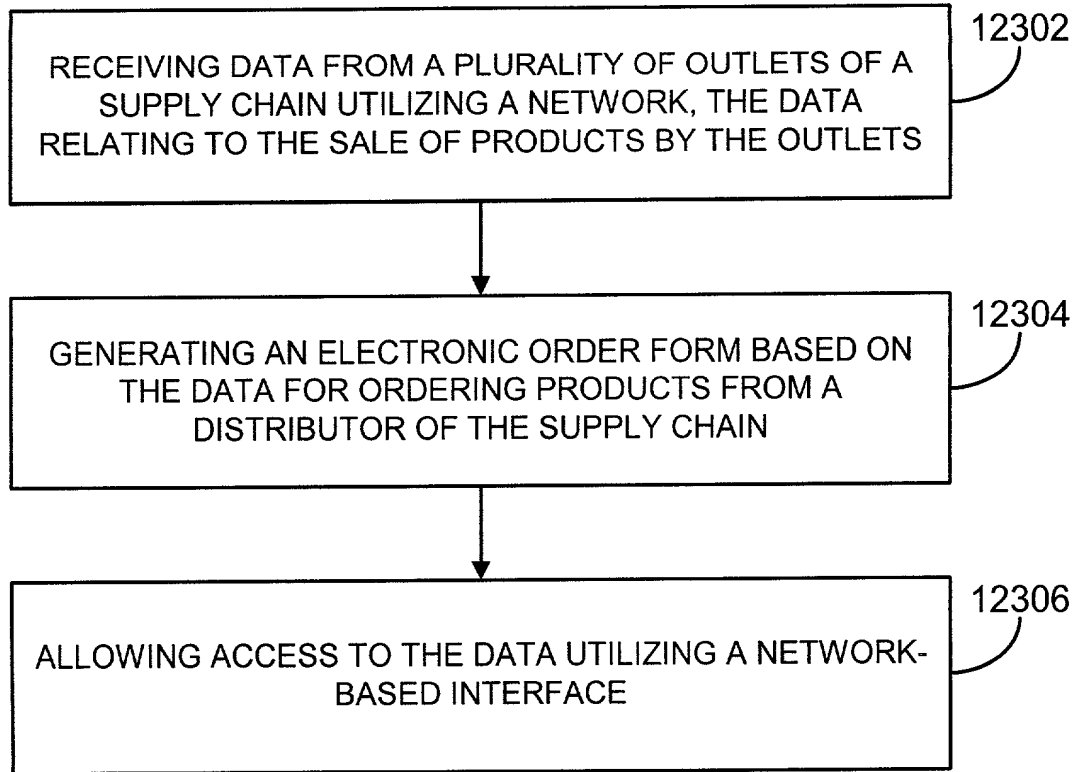 12302
RECEIVING DATA FROM A PLURALITY OF OUTLETS OF A
SUPPLY CHAIN UTILIZING A NETWORK, THE DATA
RELATING TO THE SALE OF PRODUCTS BY THE OUTLETS
12304
GENERATING AN ELECTRONIC ORDER FORM BASED ON
THE DATA FOR ORDERING PRODUCTS FROM A
DISTRIBUTOR OF THE SUPPLY CHAIN
12306
ALLOWING ACCESS TO THE DATA UTILIZING A NETWORK-
BASED INTERFACE